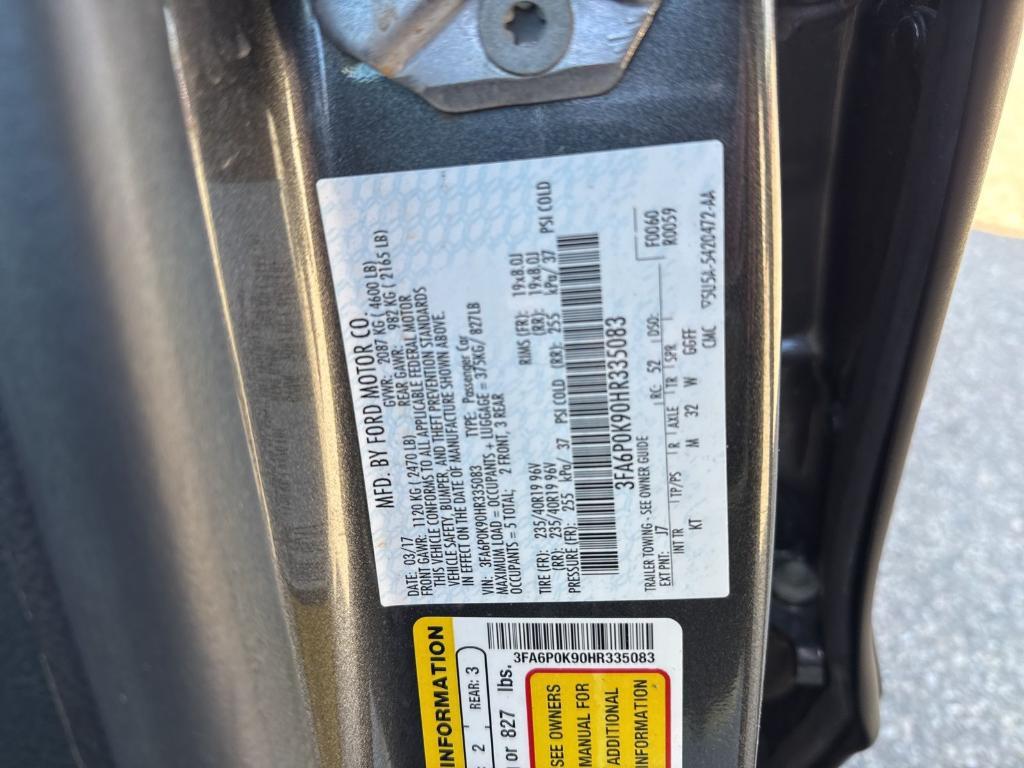 MFD. BY FORD MOTOR CO.
DATE: 03/17 GVWR: 2087 KG ( 4600 LB)
FRONT GAWR: 1120 KG ( 2470 LB) REAR GAWR: 982 KG ( 2165 LB)
THIS VEHICLE CONFORMS TO ALL APPLICABLE FEDERAL MOTOR
VEHICLE SAFETY, BUMPER, AND THEFT PREVENTION STANDARDS
IN EFFECT ON THE DATE OF MANUFACTURE SHOWN ABOVE.
VIN: 3FA6P0K90HR335083 TYPE: Passenger Car
MAXIMUM LOAD = OCCUPANTS + LUGGAGE = 375KG/ 827LB
OCCUPANTS = 5 TOTAL; 2 FRONT, 3 REAR
TIRE (FR): 235/40R19 96V RIMS (FR): 19x8.0J
(RR): 235/40R19 96V (RR): 19x8.0J
PRESSURE (FR): 255 kPa/ 37 PSI COLD (RR): 255 kPa/ 37 PSI COLD
3FA6P0K90HR335083
TRAILER TOWING - SEE OWNER GUIDE F0060
EXT PNT: J7 RC: 52 DSO: R0059
INT TR TP/PS R AXLE TR SPR
KT M 32 W GGFF
CMC 5U5A-5420472-AA
3FA6P0K90HR335083
INFORMATION
2 REAR: 3
or 827 lbs.
SEE OWNERS
MANUAL FOR
ADDITIONAL
INFORMATION